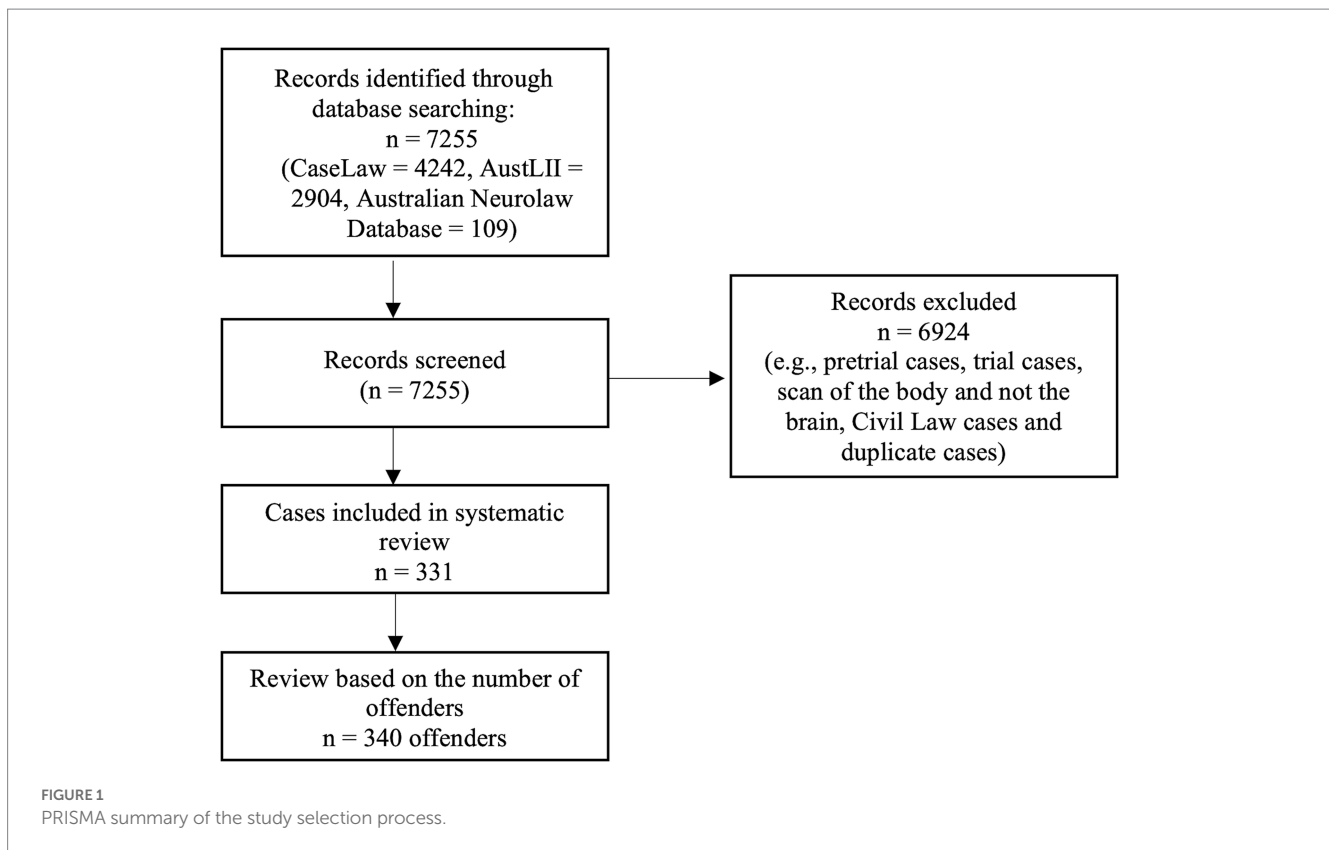 Records identified through
database searching:
n = 7255
(CaseLaw = 4242, AustLII =
2904, Australian Neurolaw
Database = 109)
Records screened
(n = 7255)
Records excluded
n = 6924
(e.g., pretrial cases, trial cases,
scan of the body and not the
brain, Civil Law cases and
duplicate cases)
Cases included in systematic
review
n = 331
Review based on the number of
offenders
n = 340 offenders
FIGURE 1
PRISMA summary of the study selection process.